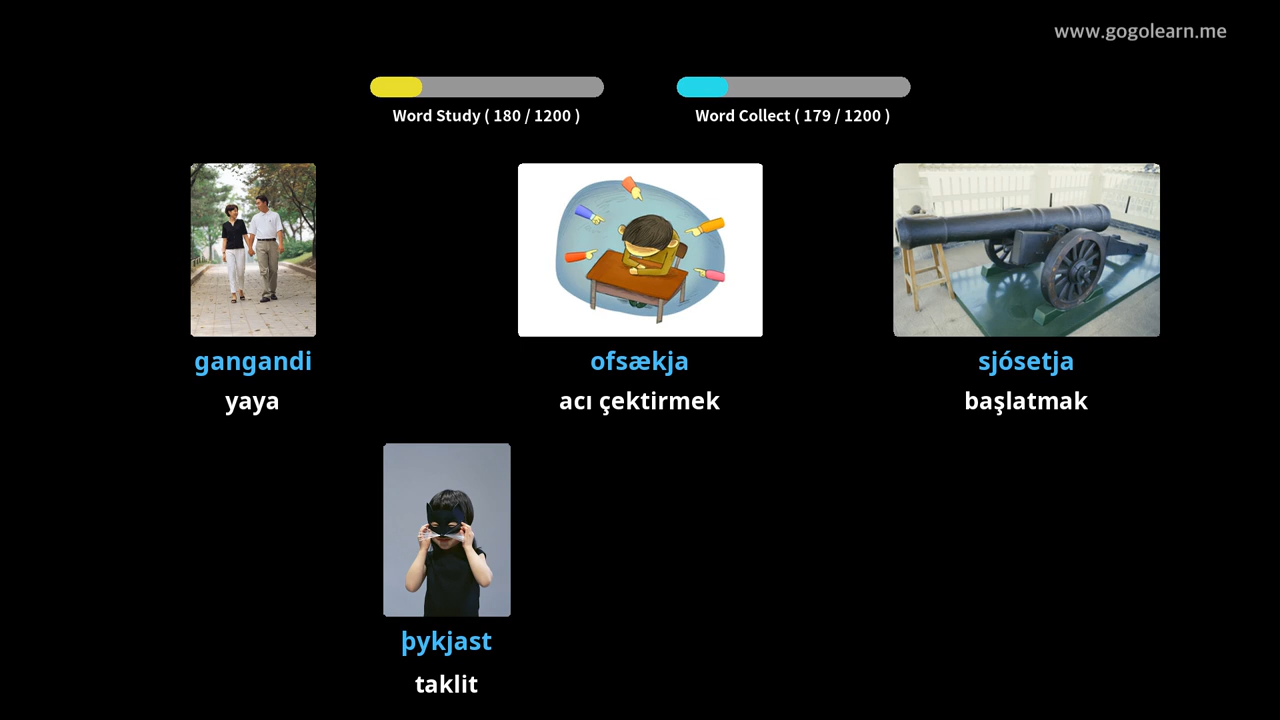 www.gogolearn.me
Word Study ( 180 / 1200 )
Word Collect ( 179 / 1200 )
gangandi
yaya
ofsækja
acı çektirmek
sjósetja
başlatmak
þykjast
taklit